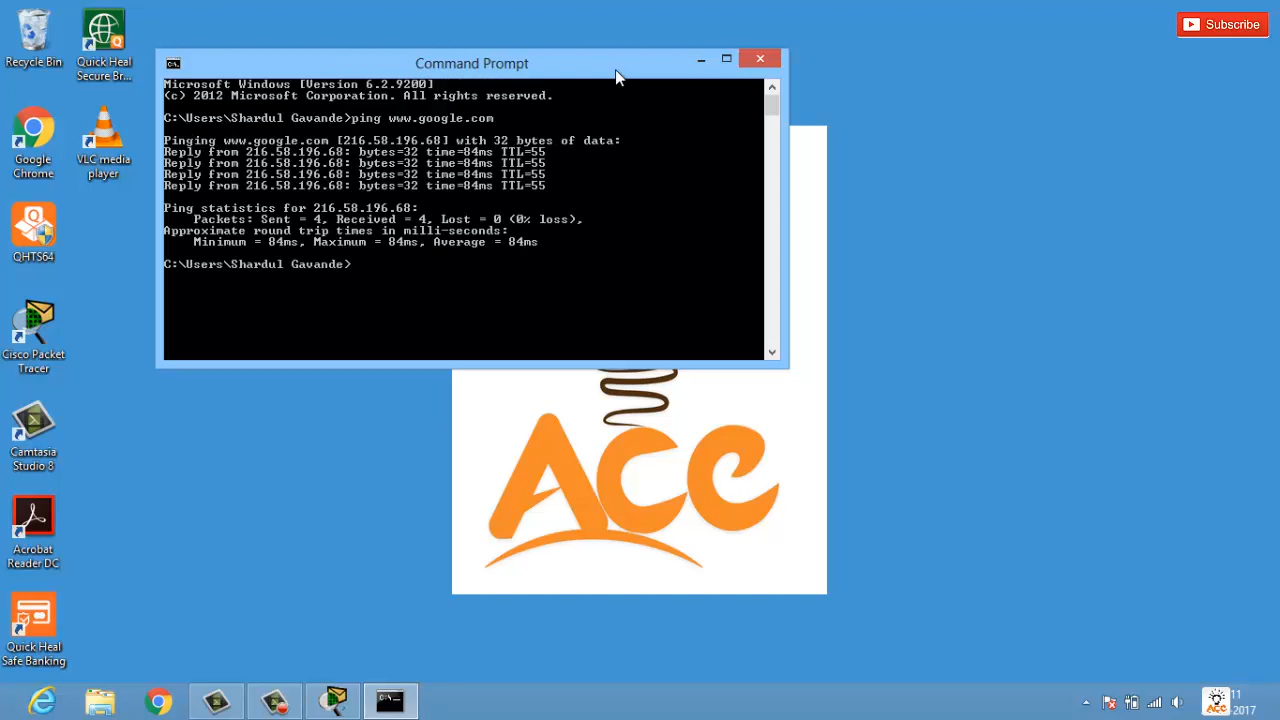 Subscribe
Recycle Bin
Quick Heal
Secure Br...
Google
Chrome
VLC media
player
QHTS64
Cisco Packet
Tracer
Camtasia
Studio 8
Acrobat
Reader DC
Quick Heal
Safe Banking
Command Prompt
Microsoft Windows [Version 6.2.9200]
(c) 2012 Microsoft Corporation. All rights reserved.
C:\Users\Shardul Gavande>ping www.google.com
Pinging www.google.com [216.58.196.68] with 32 bytes of data:
Reply from 216.58.196.68: bytes=32 time=84ms TTL=55
Reply from 216.58.196.68: bytes=32 time=84ms TTL=55
Reply from 216.58.196.68: bytes=32 time=84ms TTL=55
Reply from 216.58.196.68: bytes=32 time=84ms TTL=55
Ping statistics for 216.58.196.68:
Packets: Sent = 4, Received = 4, Lost = 0 (0% loss),
Approximate round trip times in milli-seconds:
Minimum = 84ms, Maximum = 84ms, Average = 84ms
C:\Users\Shardul Gavande>
ACC
ACC
11
-2017